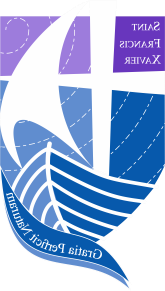 SAINT
FRANCIS
XAVIER
Gratia Perficit Naturam